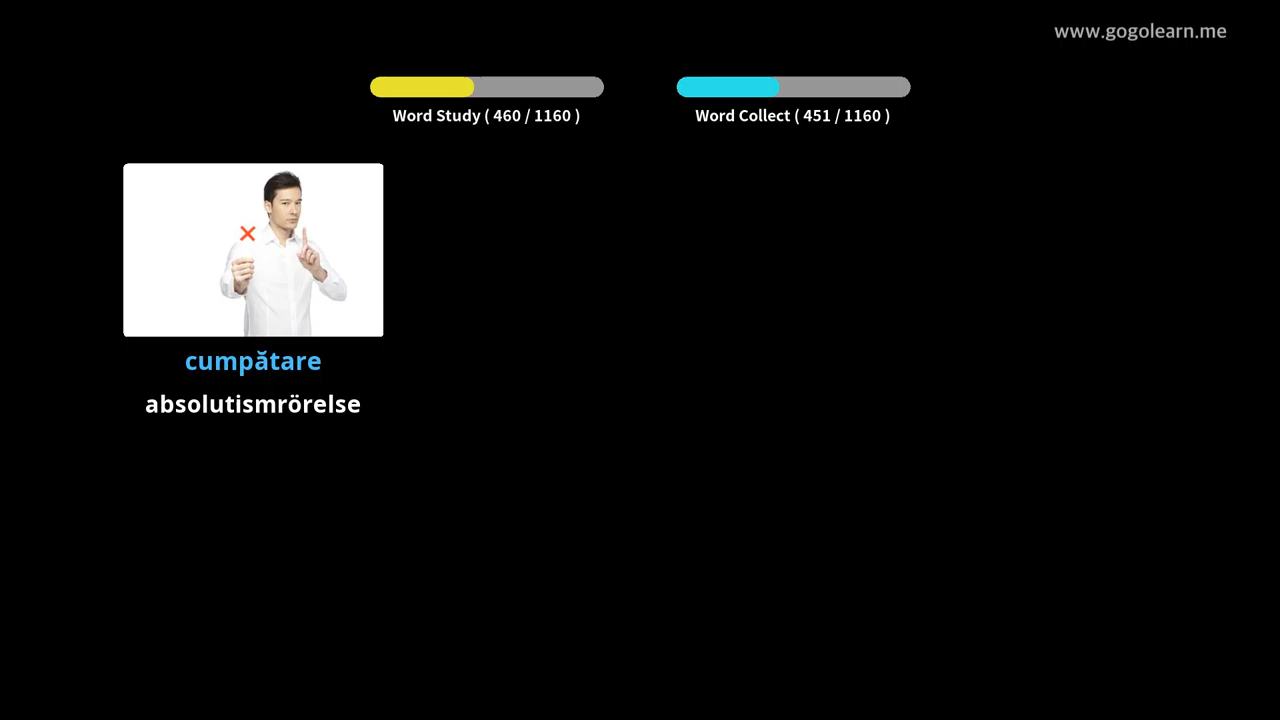 www.gogolearn.me
Word Study ( 460 / 1160 )
Word Collect ( 451 / 1160 )
cumpătare
absolutismrörelse